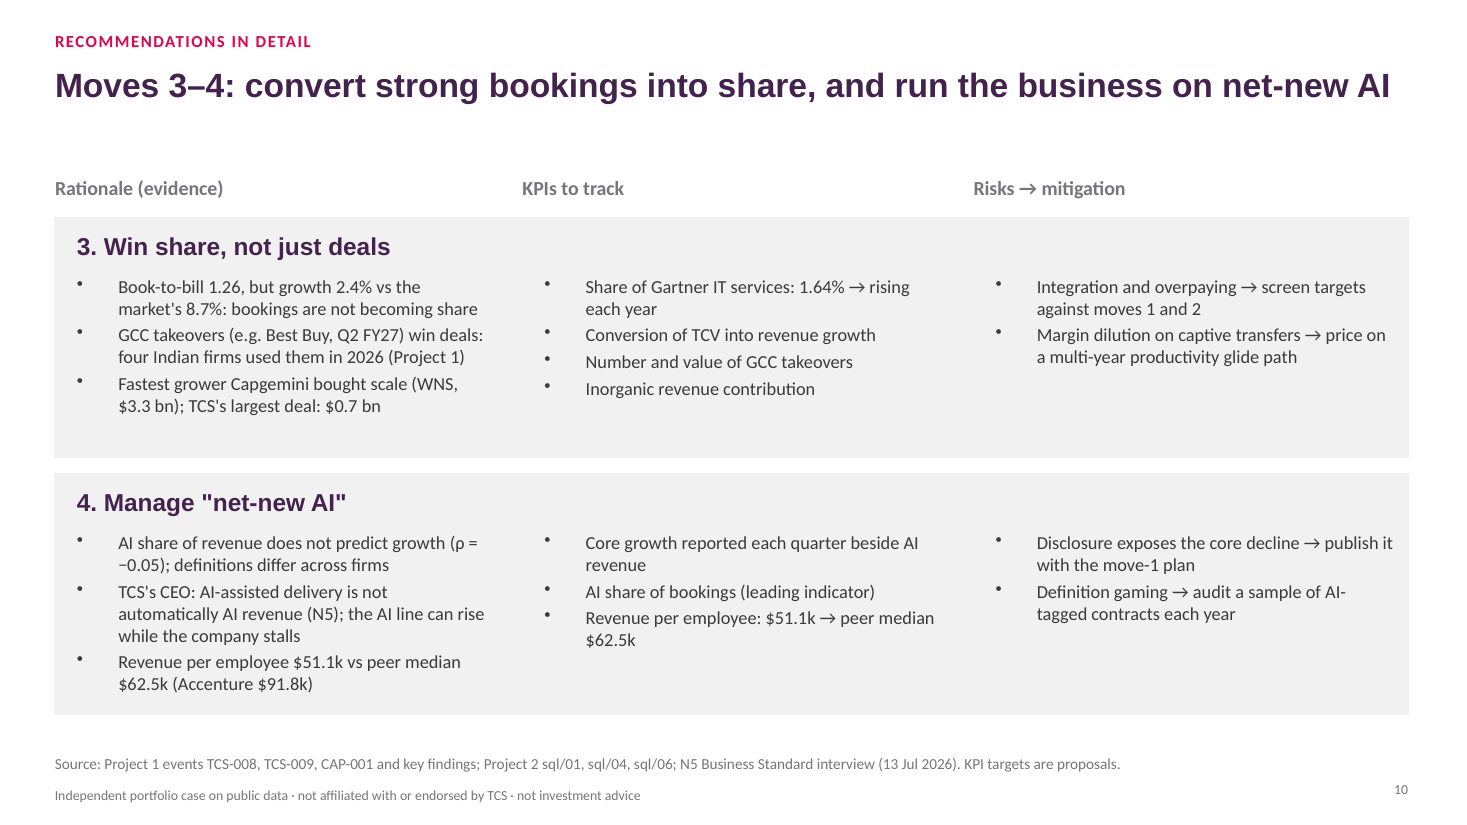 RECOMMENDATIONS IN DETAIL
Moves 3–4: convert strong bookings into share, and run the business on net-new AI
Rationale (evidence)
KPIs to track
Risks → mitigation
3. Win share, not just deals
• Book-to-bill 1.26, but growth 2.4% vs the
market's 8.7%: bookings are not becoming share
• GCC takeovers (e.g. Best Buy, Q2 FY27) win deals:
four Indian firms used them in 2026 (Project 1)
• Fastest grower Capgemini bought scale (WNS,
$3.3 bn); TCS's largest deal: $0.7 bn
• Share of Gartner IT services: 1.64% → rising
each year
• Conversion of TCV into revenue growth
• Number and value of GCC takeovers
• Inorganic revenue contribution
• Integration and overpaying → screen targets
against moves 1 and 2
• Margin dilution on captive transfers → price on
a multi-year productivity glide path
4. Manage "net-new AI"
• AI share of revenue does not predict growth (ρ =
−0.05); definitions differ across firms
• TCS's CEO: AI-assisted delivery is not
automatically AI revenue (N5); the AI line can rise
while the company stalls
• Revenue per employee $51.1k vs peer median
$62.5k (Accenture $91.8k)
• Core growth reported each quarter beside AI
revenue
• AI share of bookings (leading indicator)
• Revenue per employee: $51.1k → peer median
$62.5k
• Disclosure exposes the core decline → publish it
with the move-1 plan
• Definition gaming → audit a sample of AI-
tagged contracts each year
Source: Project 1 events TCS-008, TCS-009, CAP-001 and key findings; Project 2 sql/01, sql/04, sql/06; N5 Business Standard interview (13 Jul 2026). KPI targets are proposals.
Independent portfolio case on public data · not affiliated with or endorsed by TCS · not investment advice
10